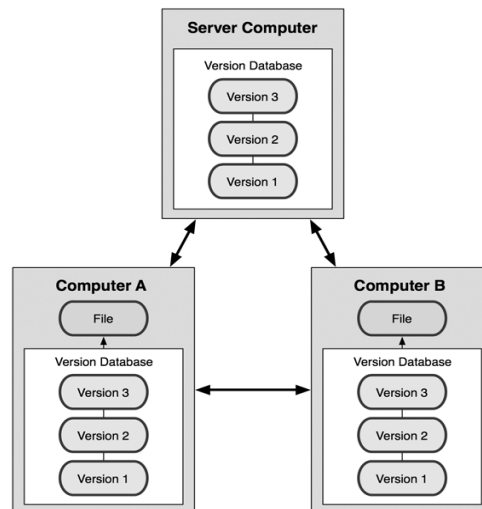 Server Computer
Version Database
Version 3
Version 2
Version 1
Computer A
File
Version Database
Version 3
Version 2
Version 1
Computer B
File
Version Database
Version 3
Version 2
Version 1